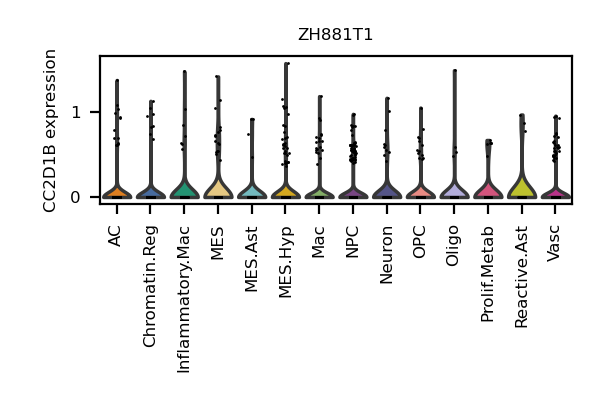 ZH881T1
CC2D1B expression
1
0
AC
Chromatin.Reg
Inflammatory.Mac
MES
MES.Ast
MES.Hyp
Mac
NPC
Neuron
OPC
Oligo
Prolif.Metab
Reactive.Ast
Vasc